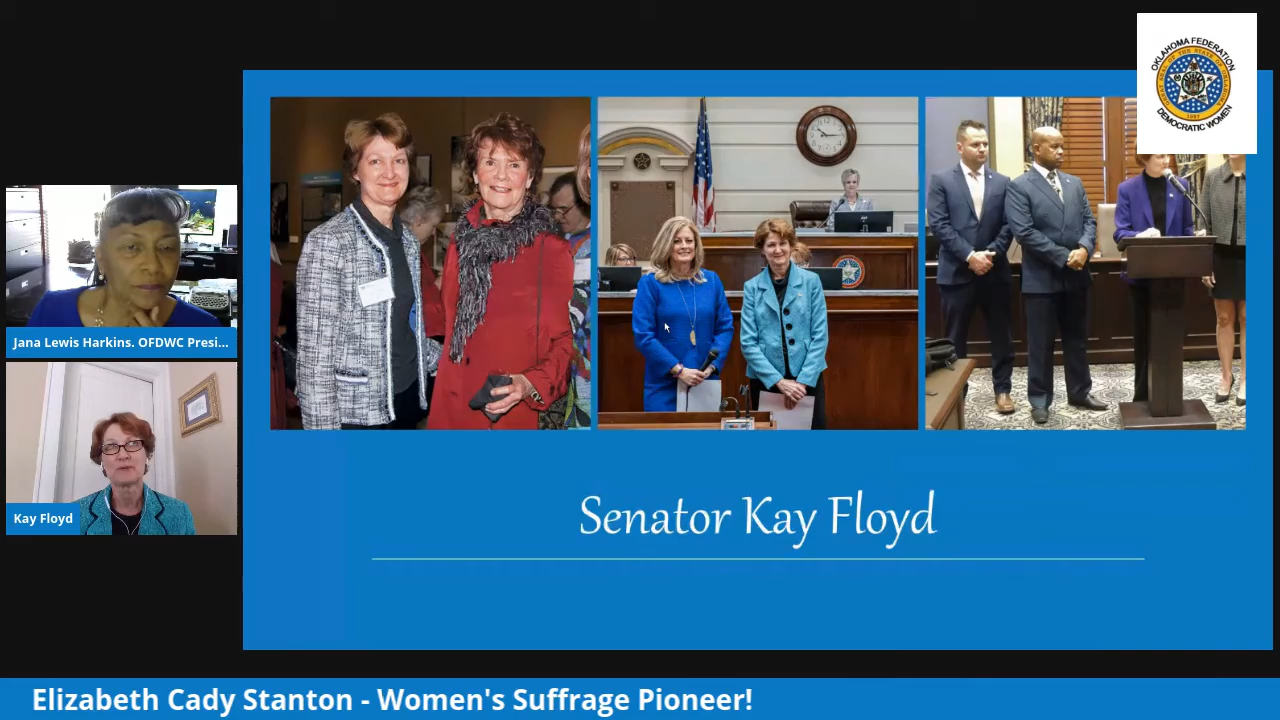 OKLAHOMA FEDERATION
DEMOCRATIC WOMEN
Jana Lewis Harkins. OFDWC Presi...
Kay Floyd
Senator Kay Floyd
Elizabeth Cady Stanton - Women's Suffrage Pioneer!